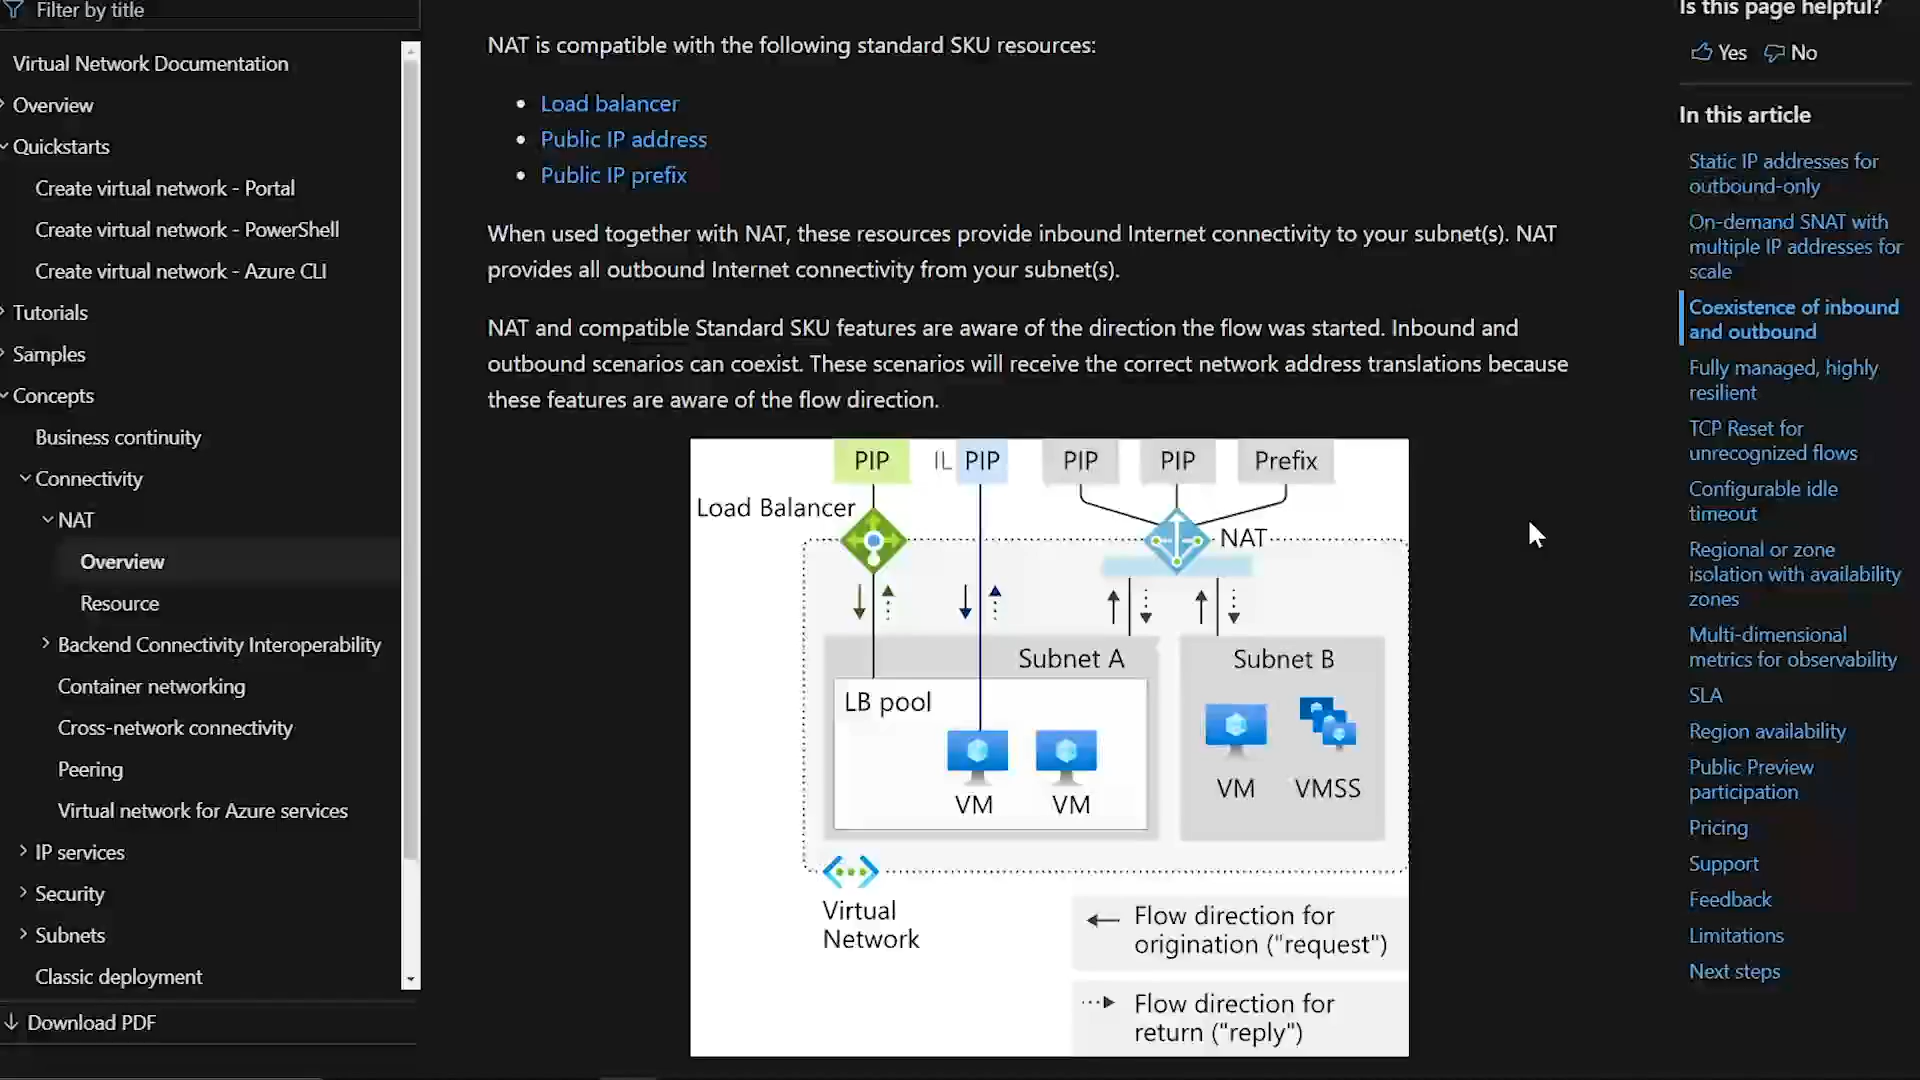 Filter by title
Virtual Network Documentation
Overview
Quickstarts
Create virtual network - Portal
Create virtual network - PowerShell
Create virtual network - Azure CLI
Tutorials
Samples
Concepts
Business continuity
Connectivity
NAT
Overview
Resource
Backend Connectivity Interoperability
Container networking
Cross-network connectivity
Peering
Virtual network for Azure services
IP services
Security
Subnets
Classic deployment
Download PDF
NAT is compatible with the following standard SKU resources:
Load balancer
Public IP address
Public IP prefix
When used together with NAT, these resources provide inbound Internet connectivity to your subnet(s). NAT
provides all outbound Internet connectivity from your subnet(s).
NAT and compatible Standard SKU features are aware of the direction the flow was started. Inbound and
outbound scenarios can coexist. These scenarios will receive the correct network address translations because
these features are aware of the flow direction.
PIP
IL PIP
PIP
PIP
Prefix
Load Balancer
NAT
Subnet A
Subnet B
LB pool
VM
VM
VM
VMSS
Virtual
Network
Flow direction for
origination ("request")
Flow direction for
return ("reply")
Is this page helpful?
Yes No
In this article
Static IP addresses for
outbound-only
On-demand SNAT with
multiple IP addresses for
scale
Coexistence of inbound
and outbound
Fully managed, highly
resilient
TCP Reset for
unrecognized flows
Configurable idle
timeout
Regional or zone
isolation with availability
zones
Multi-dimensional
metrics for observability
SLA
Region availability
Public Preview
participation
Pricing
Support
Feedback
Limitations
Next steps